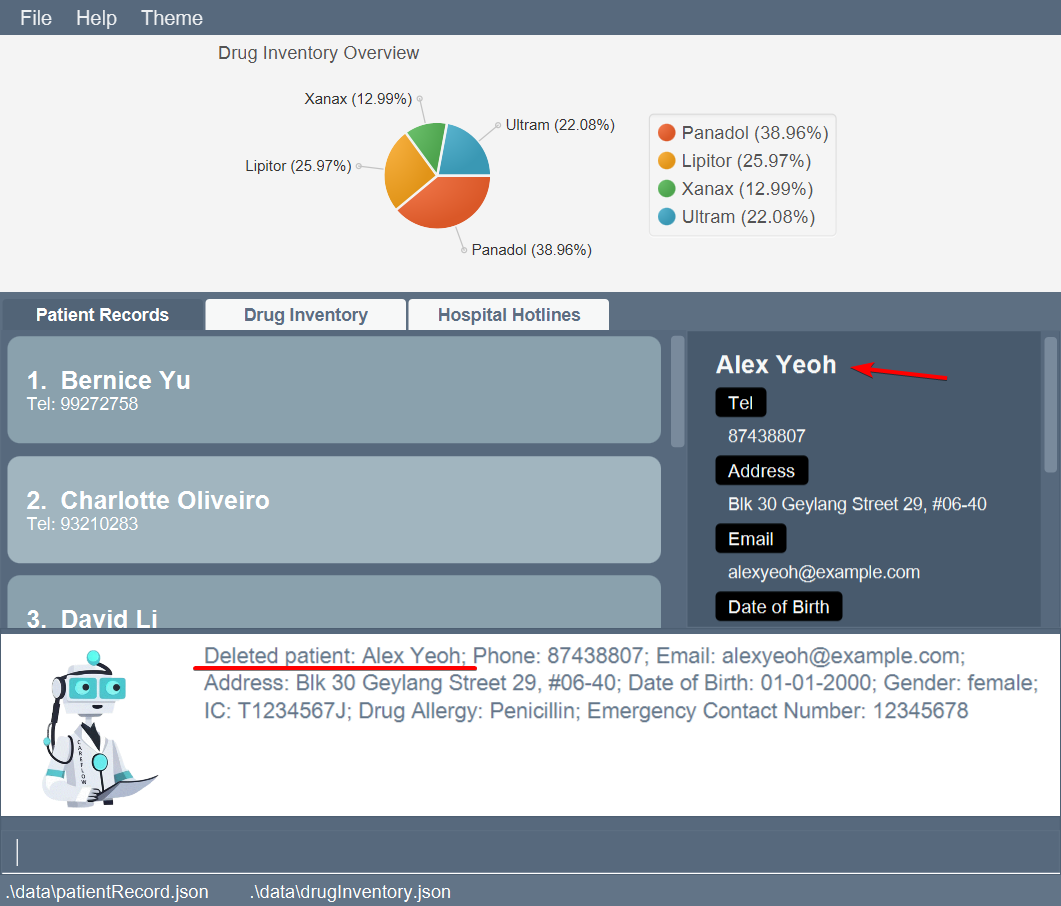 File Help Theme
Drug Inventory Overview
Xanax (12.99%)
Ultram (22.08%)
Lipitor (25.97%)
Panadol (38.96%)
Panadol (38.96%)
Lipitor (25.97%)
Xanax (12.99%)
Ultram (22.08%)
Patient Records Drug Inventory Hospital Hotlines
1. Bernice Yu
Tel: 99272758
2. Charlotte Oliveiro
Tel: 93210283
3. David Li
Alex Yeoh
Tel
87438807
Address
Blk 30 Geylang Street 29, #06-40
Email
alexyeoh@example.com
Date of Birth
Deleted patient: Alex Yeoh; Phone: 87438807; Email: alexyeoh@example.com;
Address: Blk 30 Geylang Street 29, #06-40; Date of Birth: 01-01-2000; Gender: female;
IC: T1234567J; Drug Allergy: Penicillin; Emergency Contact Number: 12345678
CAREFLOW
.\data\patientRecord.json .\data\drugInventory.json